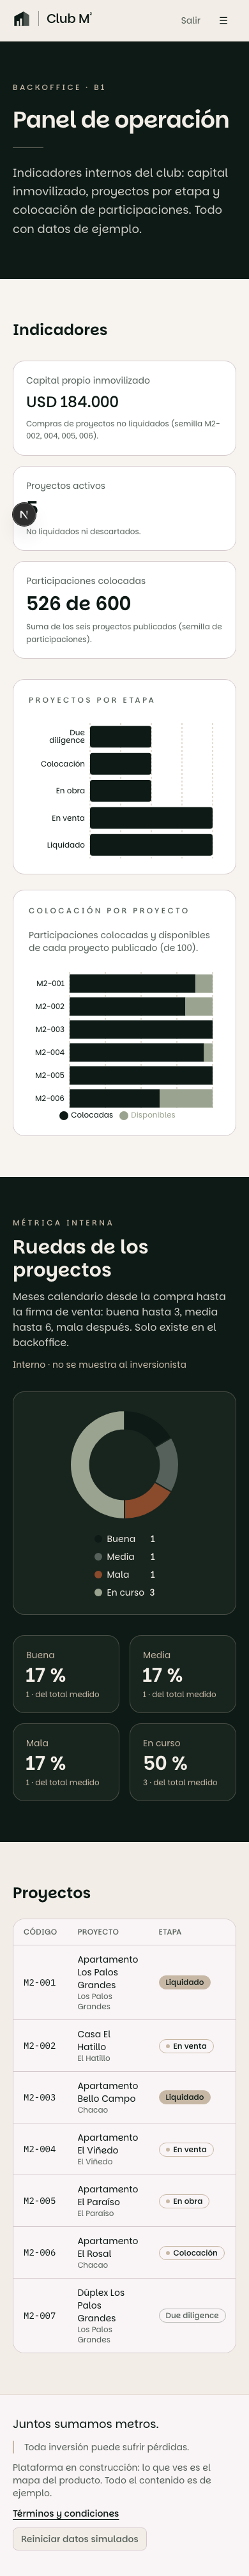 Club M²
Salir
BACKOFFICE · B1
Panel de operación
Indicadores internos del club: capital
inmovilizado, proyectos por etapa y
colocación de participaciones. Todo
con datos de ejemplo.
Indicadores
Capital propio inmovilizado
USD 184.000
Compras de proyectos no liquidados (semilla M2-
002, 004, 005, 006).
Proyectos activos
5
N
No liquidados ni descartados.
Participaciones colocadas
526 de 600
Suma de los seis proyectos publicados (semilla de
participaciones).
PROYECTOS POR ETAPA
Due
diligence
Colocación
En obra
En venta
Liquidado
COLOCACIÓN POR PROYECTO
Participaciones colocadas y disponibles
de cada proyecto publicado (de 100).
M2-001
M2-002
M2-003
M2-004
M2-005
M2-006
Colocadas Disponibles
MÉTRICA INTERNA
Ruedas de los
proyectos
Meses calendario desde la compra hasta
la firma de venta: buena hasta 3, media
hasta 6, mala después. Solo existe en el
backoffice.
Interno · no se muestra al inversionista
Buena 1
Media 1
Mala 1
En curso 3
Buena
17 %
1 · del total medido
Media
17 %
1 · del total medido
Mala
17 %
1 · del total medido
En curso
50 %
3 · del total medido
Proyectos
CÓDIGO PROYECTO ETAPA
M2-001 Apartamento
Los Palos
Grandes
Los Palos
Grandes
Liquidado
M2-002 Casa El
Hatillo
El Hatillo
En venta
M2-003 Apartamento
Bello Campo
Chacao
Liquidado
M2-004 Apartamento
El Viñedo
El Viñedo
En venta
M2-005 Apartamento
El Paraíso
El Paraíso
En obra
M2-006 Apartamento
El Rosal
Chacao
Colocación
M2-007 Dúplex Los
Palos
Grandes
Los Palos
Grandes
Due diligence
Juntos sumamos metros.
Toda inversión puede sufrir pérdidas.
Plataforma en construcción: lo que ves es el
mapa del producto. Todo el contenido es de
ejemplo.
Términos y condiciones
Reiniciar datos simulados